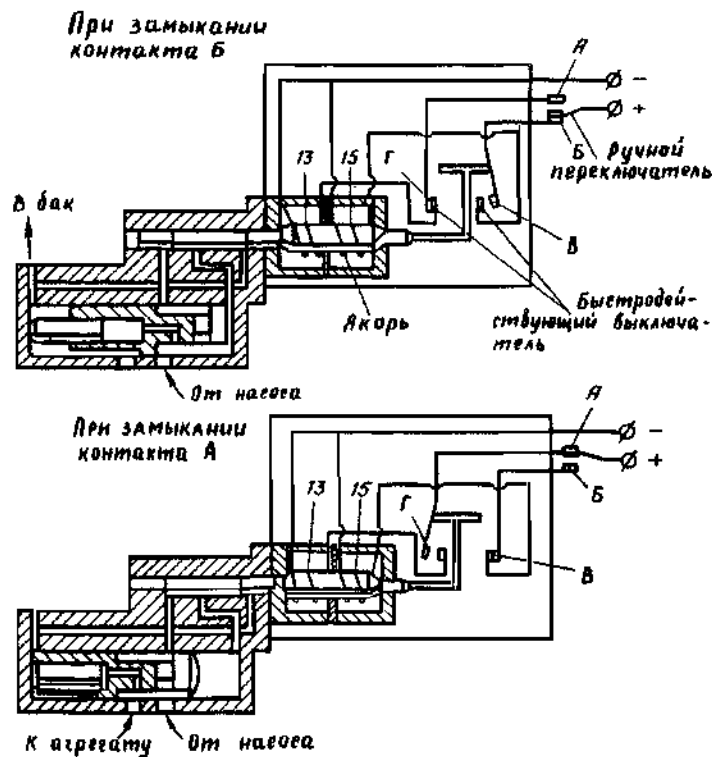 При замыкании
контакта Б
А
Ø -
Ø +
Б
Ручной
переключатель
13
15
Г
В бак
В
Якорь
Быстродей-
ствующий выключа-
тель
От насоса
При замыкании
контакта А
А
Ø -
Ø +
Б
13
15
Г
В
К агрегату
От насоса